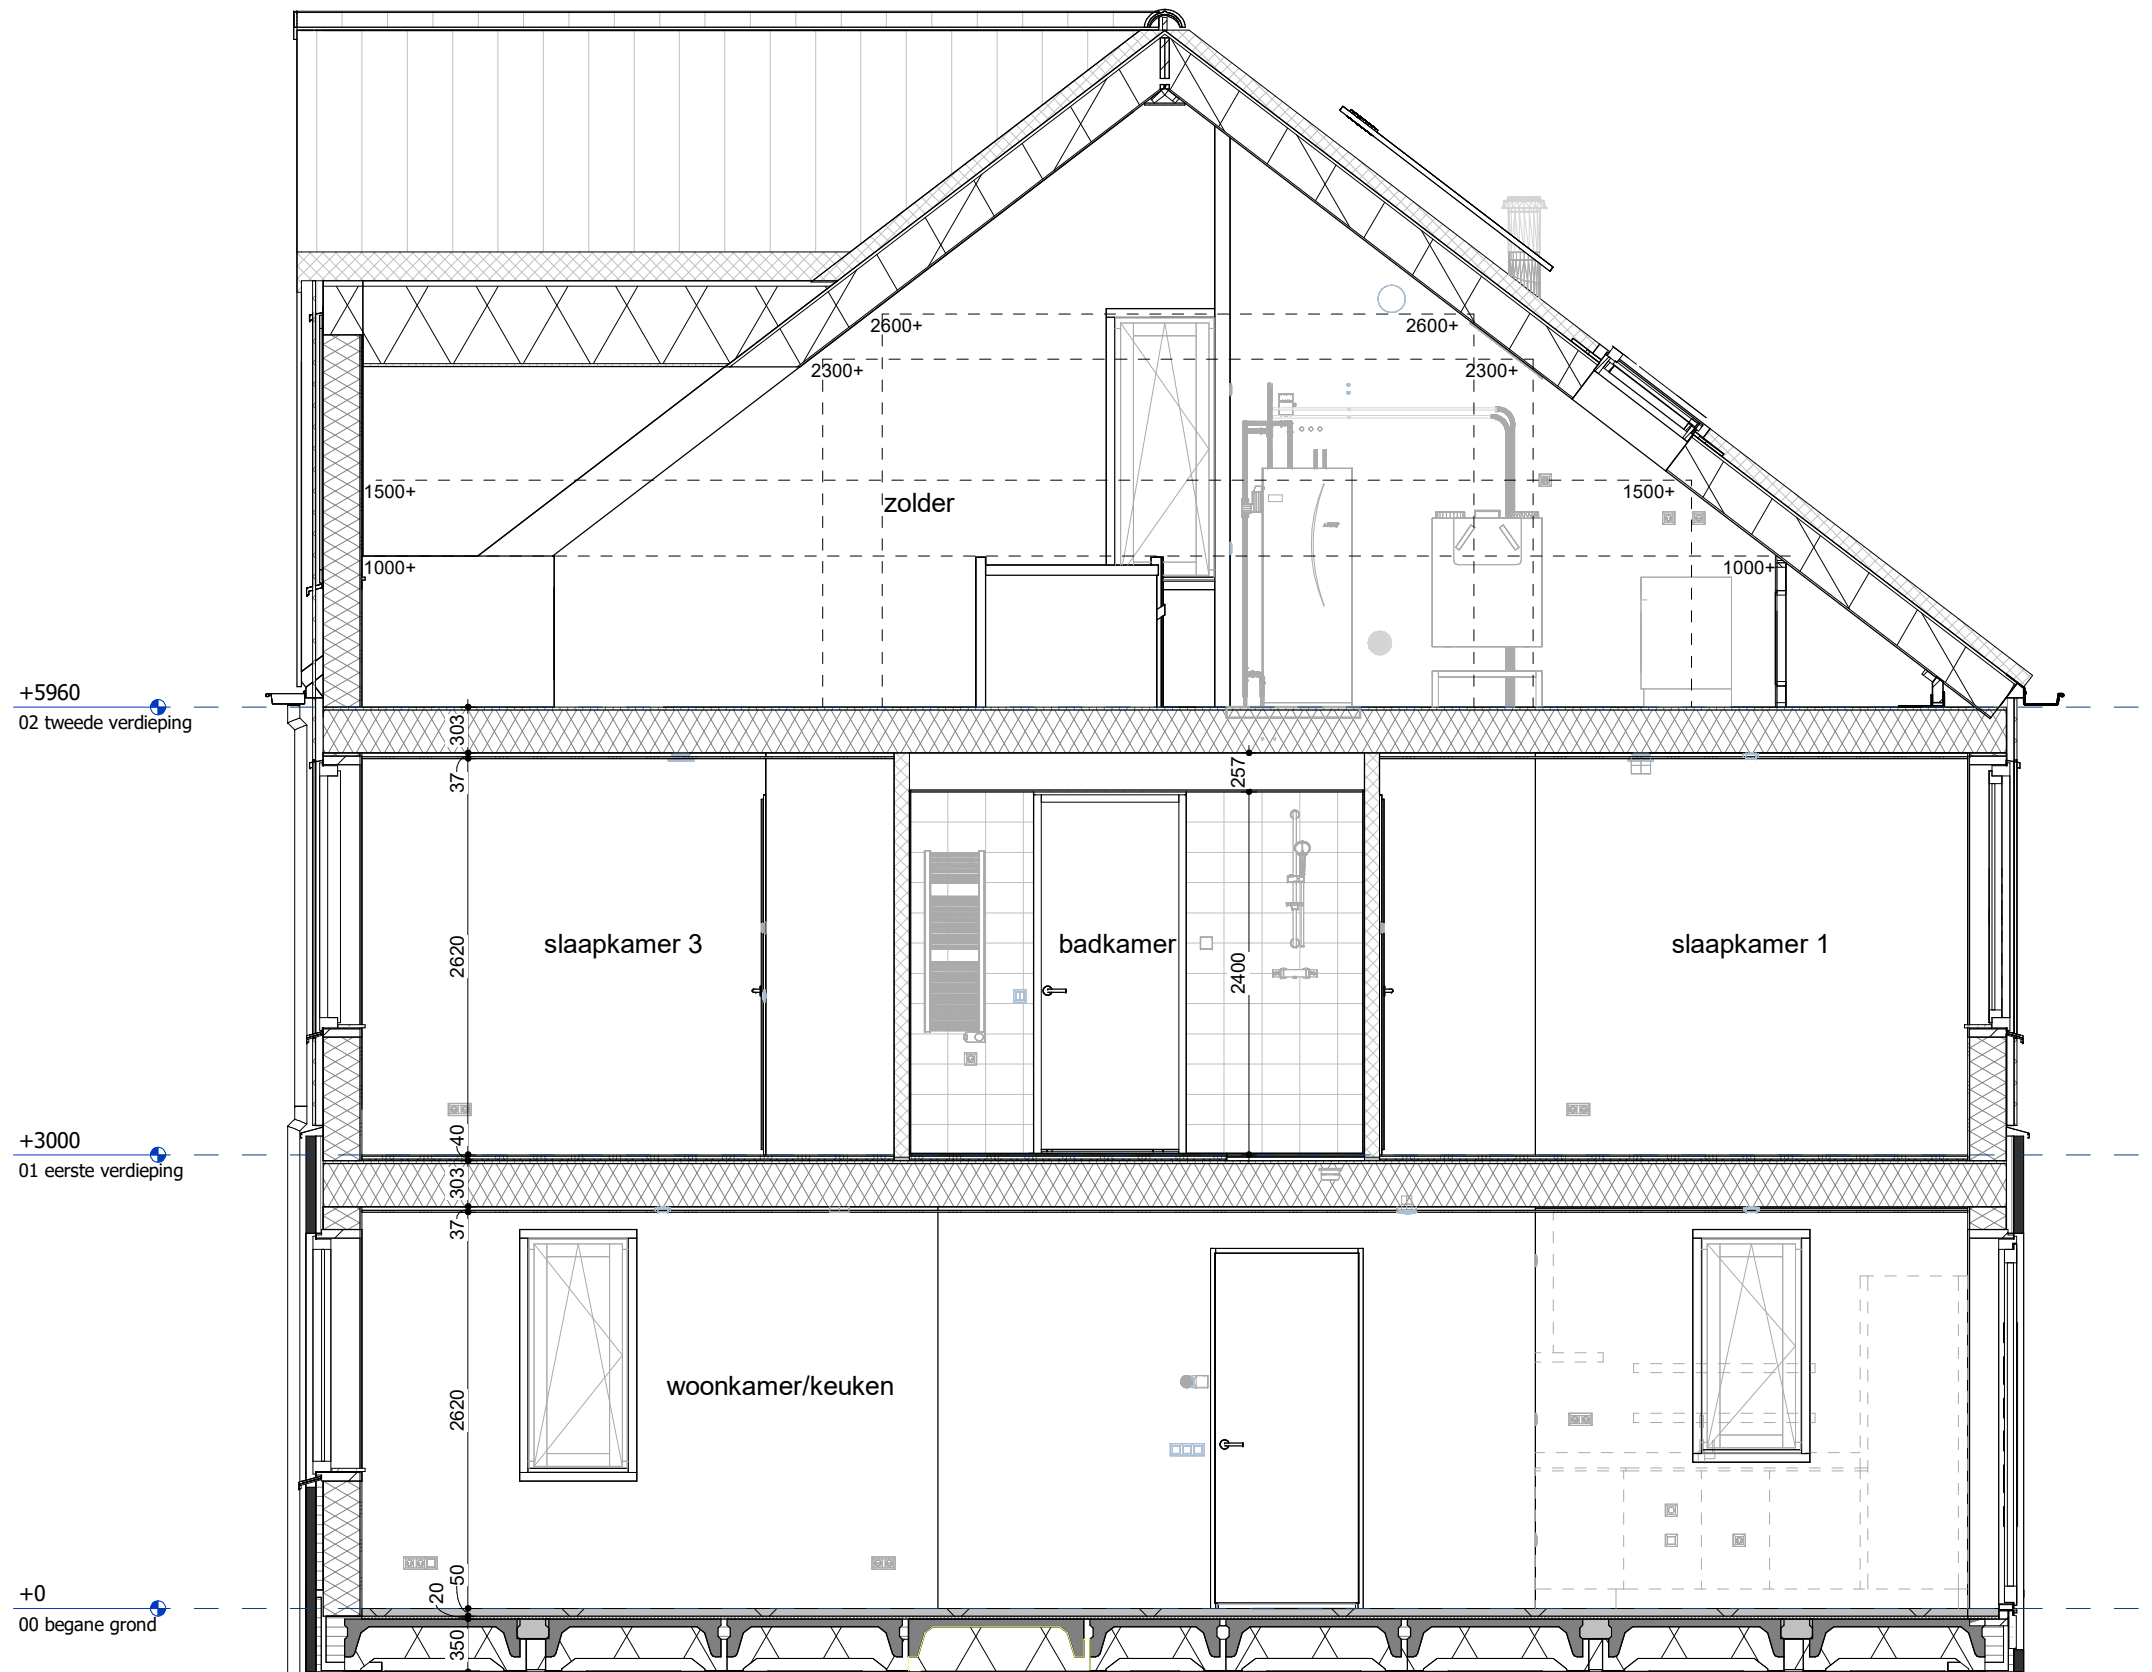 2600+
2600+
2300+
2300+
1500+
zolder
1500+
1000+
1000+
+5960
02 tweede verdieping
303
37
257
slaapkamer 3
badkamer
slaapkamer 1
2620
2400
+3000
01 eerste verdieping
40
303
37
woonkamer/keuken
2620
+0
00 begane grond
20
50
350